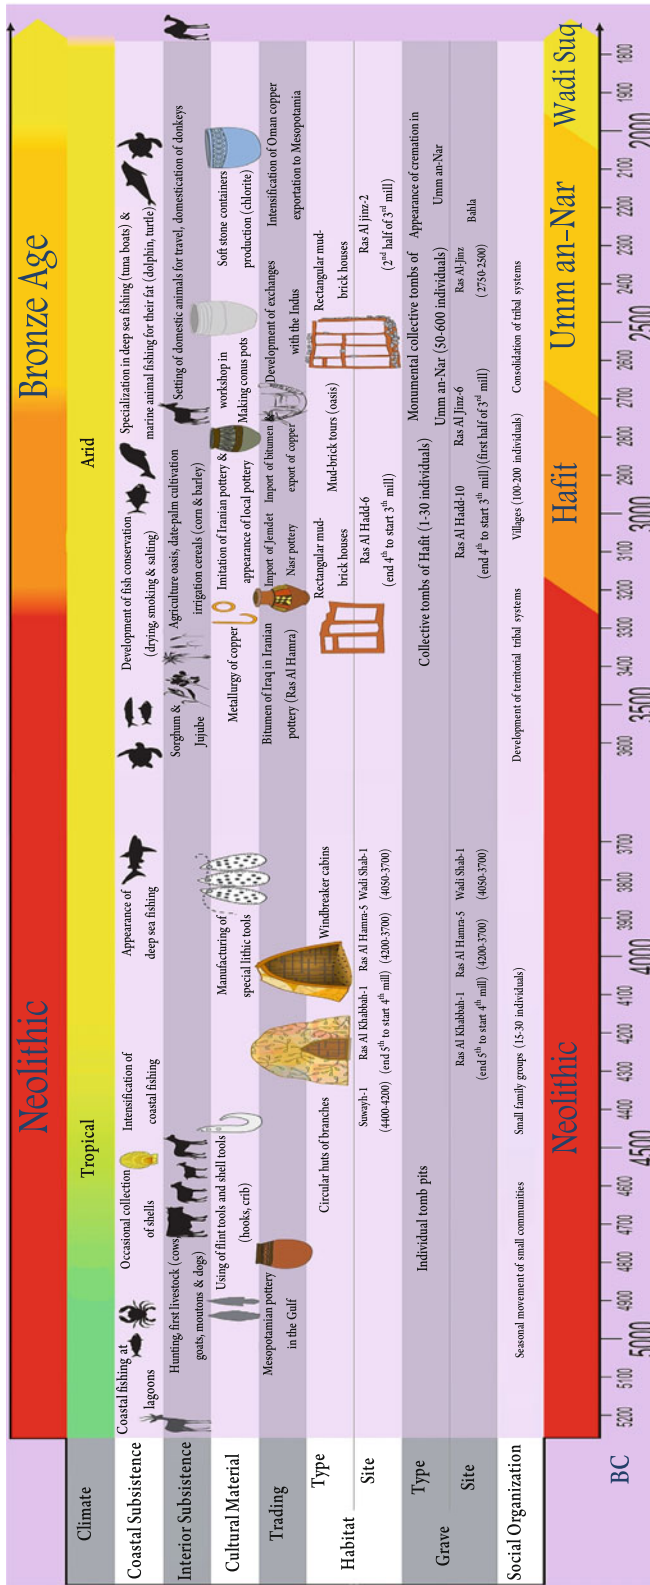 Neolithic
Bronze Age
Climate
Tropical
Arid
Coastal Subsistence
Coastal fishing at
lagoons
Occasional collection
of shells
Intensification of
coastal fishing
Appearance of
deep sea fishing
Development of fish conservation
(drying, smoking & salting)
Specialization in deep sea fishing (tuna boats) &
marine animal fishing for their fat (dolphin, turtle)
Interior Subsistence
Hunting, first livestock (cows,
goats, moutons & dogs)
Sorghum &
Jujube
Agriculture oasis, date-palm cultivation
irrigation cereals (corn & barley)
Setting of domestic animals for travel, domestication of donkeys
Cultural Material
Using of flint tools and shell tools
(hooks, crib)
Manufacturing of
special lithic tools
Metallurgy of copper
Imitation of Iranian pottery &
appearance of local pottery
workshop in
Making conus pots
Soft stone containers
production (chlorite)
Trading
Mesopotamian pottery
in the Gulf
Bitumen of Iraq in Iranian
pottery (Ras Al Hamra)
Import of Jemdet
Nasr pottery
Import of bitumen &
export of copper
Development of exchanges
with the Indus
Intensification of Oman copper
exportation to Mesopotamia
Habitat
Type
Circular huts of branches
Windbreaker cabins
Rectangular mud-
brick houses
Mud-brick tours (oasis)
Rectangular mud-
brick houses
Site
Suwayh-1
(4400-4200)
Ras Al Khabbah-1
(end 5th to start 4th mill)
Ras Al Hamra-5
(4200-3700)
Wadi Shab-1
(4050-3700)
Ras Al Hadd-6
(end 4th to start 3th mill)
Ras Al jinz-2
(2nd half of 3rd mill)
Grave
Type
Individual tomb pits
Collective tombs of Hafit (1-30 individuals)
Monumental collective tombs of
Umm an-Nar (50-600 individuals)
Appearance of cremation in
Umm an-Nar
Site
Ras Al Khabbah-1
(end 5th to start 4th mill)
Ras Al Hamra-5
(4200-3700)
Wadi Shab-1
(4050-3700)
Ras Al Hadd-10
(end 4th to start 3th mill)
Ras Al Jinz-6
(first half of 3rd mill)
Ras Al-Jinz
(2750-2500)
Bahla
Social Organization
Seasonal movement of small communities
Small family groups (15-30 individuals)
Development of territorial tribal systems
Villages (100-200 individuals)
Consolidation of tribal systems
Neolithic
Hafit
Umm an-Nar
Wadi Suq
BC
5200
5100
5000
4900
4800
4700
4600
4500
4400
4300
4200
4100
4000
3900
3800
3700
3600
3500
3400
3300
3200
3100
3000
2900
2800
2700
2600
2500
2400
2300
2200
2100
2000
1900
1800